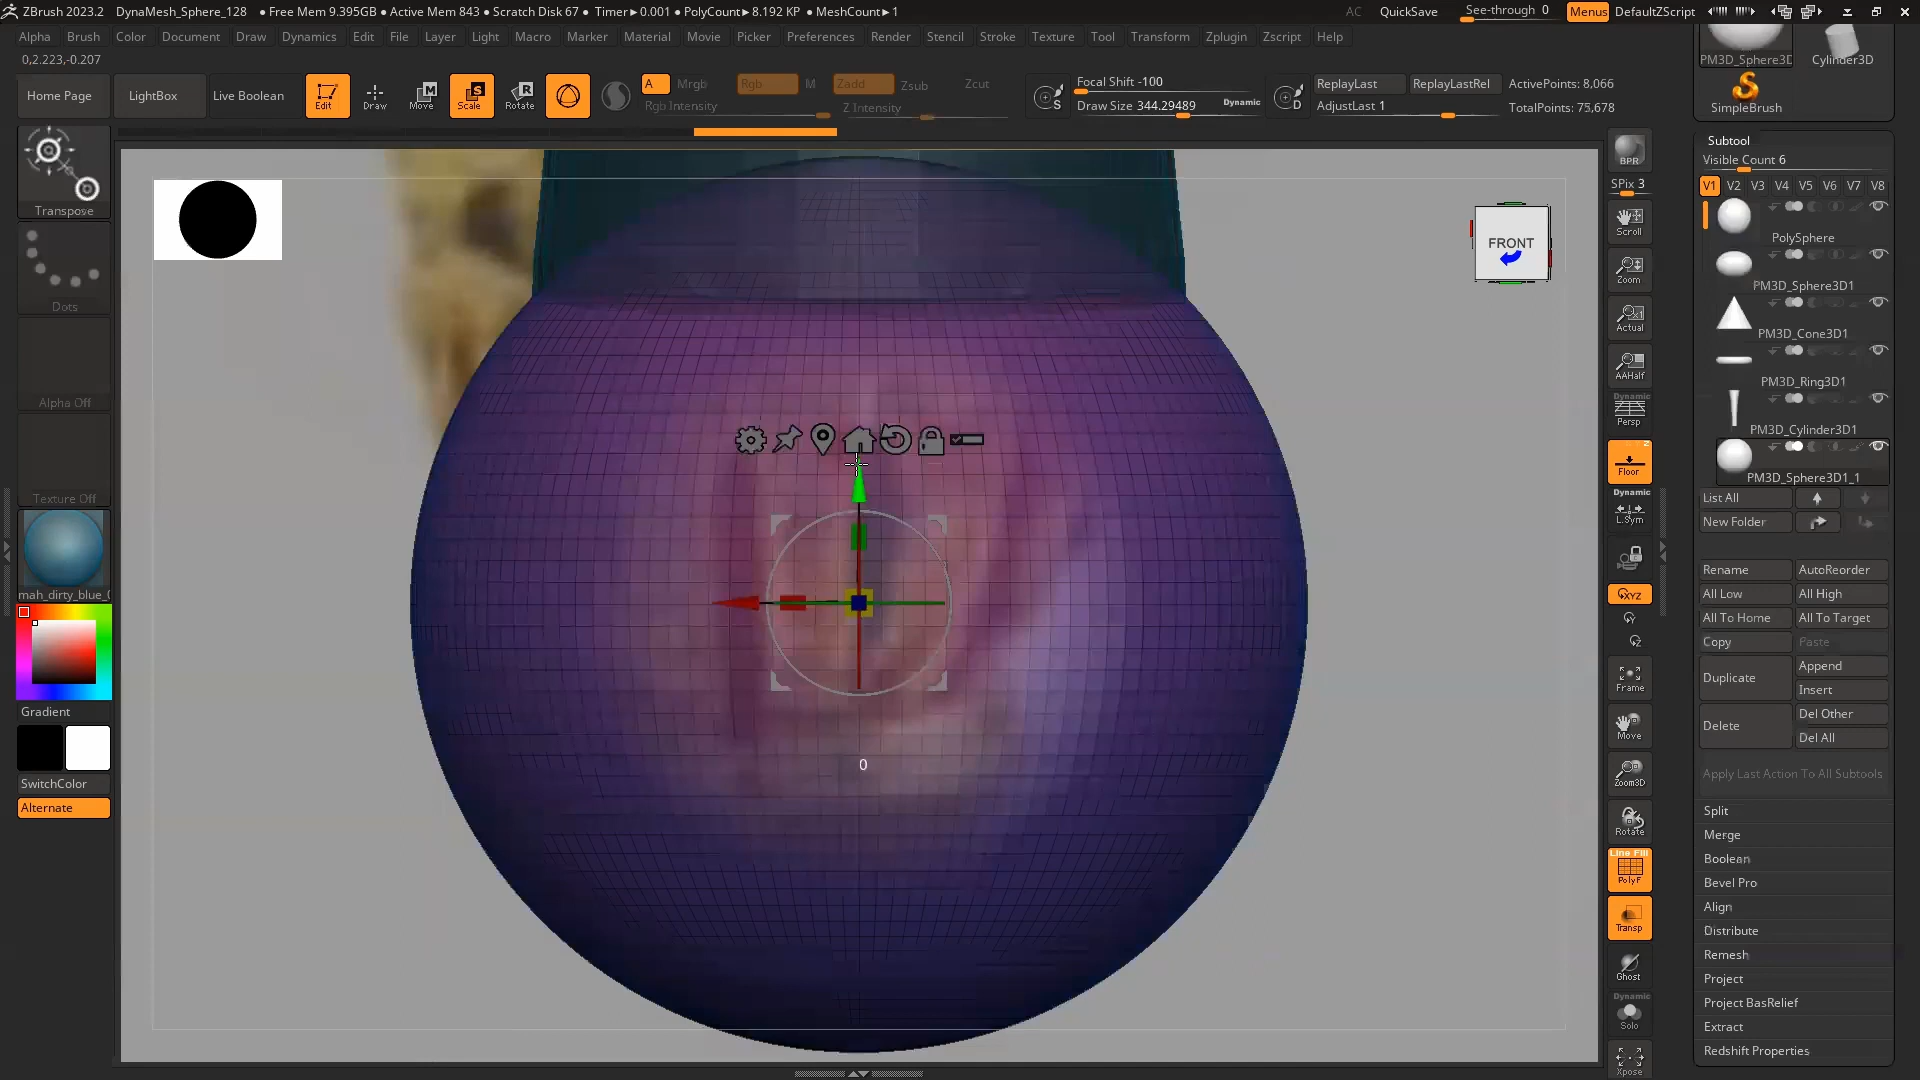 ZBrush 2023.2 DynaMesh_Sphere_128 • Free Mem 9.395GB • Active Mem 843 • Scratch Disk 67 • Timer▸0.001 • PolyCount▸8.192 KP • MeshCount▸1 AC QuickSave See-through 0 Menus DefaultZScript
Alpha Brush Color Document Draw Dynamics Edit File Layer Light Macro Marker Material Movie Picker Preferences Render Stencil Stroke Texture Tool Transform Zplugin Zscript Help
0,2.223,-0.207
Home Page LightBox Live Boolean Edit Draw Move Scale Rotate A Mrgb Rgb M Zadd Zsub Zcut
Rgb Intensity Z Intensity
Focal Shift -100
Draw Size 344.29489 Dynamic
S D
ReplayLast ReplayLastRel ActivePoints: 8,066
AdjustLast 1 TotalPoints: 75,678
PM3D_Sphere3D Cylinder3D
SimpleBrush
Transpose
Dots
Alpha Off
Texture Off
mah_dirty_blue_0
Gradient
SwitchColor
Alternate
FRONT
0
BPR
SPix 3
Scroll
Zoom
Actual
AAHalf
Dynamic
Persp
Floor
Dynamic
L.Sym
XYZ
Frame
Move
Zoom3D
Rotate
Line Fill
PolyF
Transp
Ghost
Dynamic
Solo
Xpose
Subtool
Visible Count 6
V1 V2 V3 V4 V5 V6 V7 V8
PolySphere
PM3D_Sphere3D1
PM3D_Cone3D1
PM3D_Ring3D1
PM3D_Cylinder3D1
PM3D_Sphere3D1_1
List All
New Folder
Rename AutoReorder
All Low All High
All To Home All To Target
Copy Paste
Duplicate Append
Insert
Delete Del Other
Del All
Apply Last Action To All Subtools
Split
Merge
Boolean
Bevel Pro
Align
Distribute
Remesh
Project
Project BasRelief
Extract
Redshift Properties